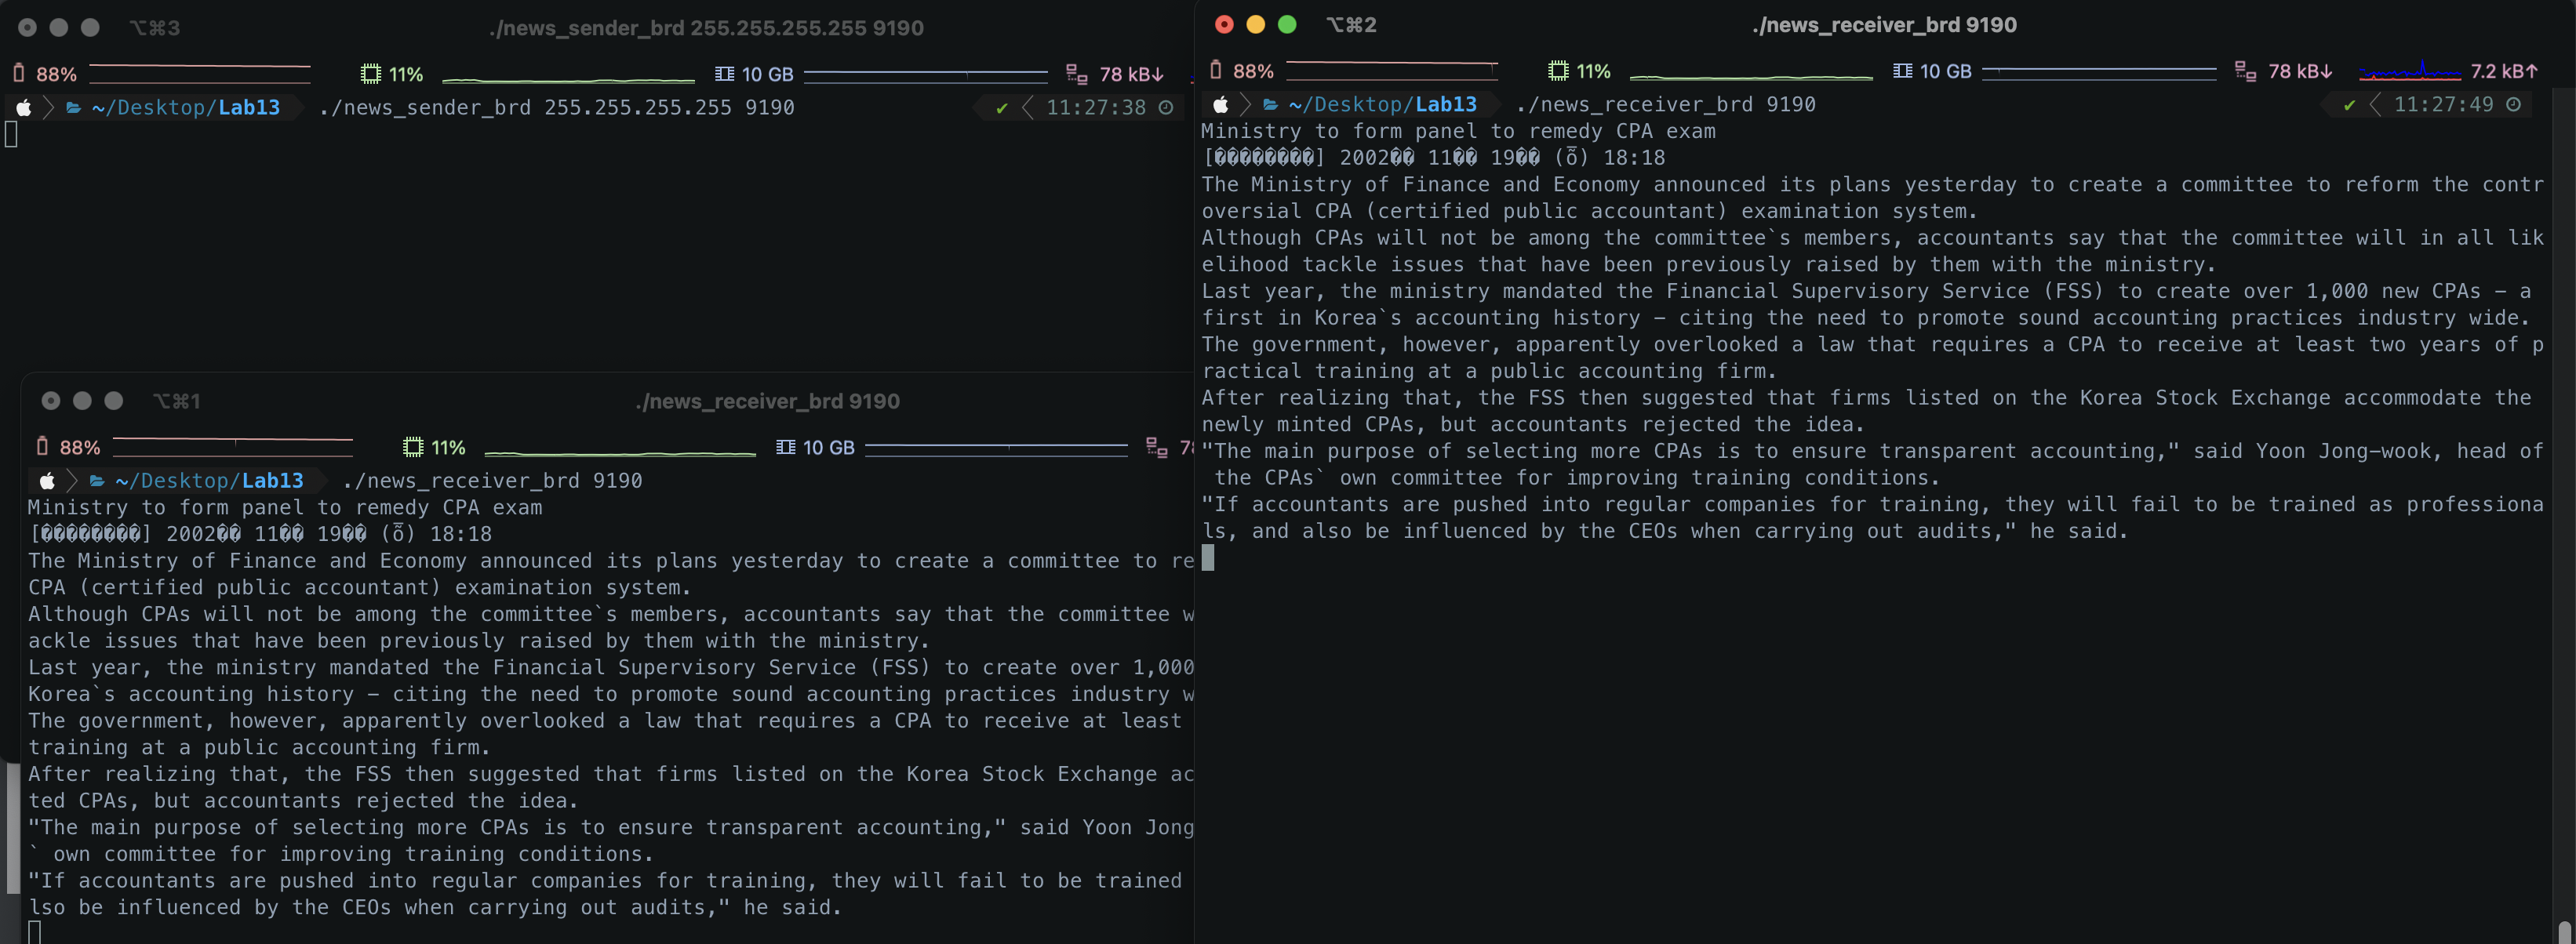 ⌥⌘3
./news_sender_brd 255.255.255.255 9190
88% 11% 10 GB 78 kB↓
~/Desktop/Lab13 ./news_sender_brd 255.255.255.255 9190 ✔ 11:27:38
⌥⌘1
./news_receiver_brd 9190
88% 11% 10 GB 78
~/Desktop/Lab13 ./news_receiver_brd 9190
Ministry to form panel to remedy CPA exam
[��������] 2002�� 11�� 19�� (ȭ) 18:18
The Ministry of Finance and Economy announced its plans yesterday to create a committee to re
CPA (certified public accountant) examination system.
Although CPAs will not be among the committee`s members, accountants say that the committee w
ackle issues that have been previously raised by them with the ministry.
Last year, the ministry mandated the Financial Supervisory Service (FSS) to create over 1,000
Korea`s accounting history - citing the need to promote sound accounting practices industry w
The government, however, apparently overlooked a law that requires a CPA to receive at least
training at a public accounting firm.
After realizing that, the FSS then suggested that firms listed on the Korea Stock Exchange ac
ted CPAs, but accountants rejected the idea.
"The main purpose of selecting more CPAs is to ensure transparent accounting," said Yoon Jong
` own committee for improving training conditions.
"If accountants are pushed into regular companies for training, they will fail to be trained
lso be influenced by the CEOs when carrying out audits," he said.
⌥⌘2
./news_receiver_brd 9190
88% 11% 10 GB 78 kB↓ 7.2 kB↑
~/Desktop/Lab13 ./news_receiver_brd 9190 ✔ 11:27:49
Ministry to form panel to remedy CPA exam
[��������] 2002�� 11�� 19�� (ȭ) 18:18
The Ministry of Finance and Economy announced its plans yesterday to create a committee to reform the contr
oversial CPA (certified public accountant) examination system.
Although CPAs will not be among the committee`s members, accountants say that the committee will in all lik
elihood tackle issues that have been previously raised by them with the ministry.
Last year, the ministry mandated the Financial Supervisory Service (FSS) to create over 1,000 new CPAs - a
first in Korea`s accounting history - citing the need to promote sound accounting practices industry wide.
The government, however, apparently overlooked a law that requires a CPA to receive at least two years of p
ractical training at a public accounting firm.
After realizing that, the FSS then suggested that firms listed on the Korea Stock Exchange accommodate the
newly minted CPAs, but accountants rejected the idea.
"The main purpose of selecting more CPAs is to ensure transparent accounting," said Yoon Jong-wook, head of
 the CPAs` own committee for improving training conditions.
"If accountants are pushed into regular companies for training, they will fail to be trained as professiona
ls, and also be influenced by the CEOs when carrying out audits," he said.